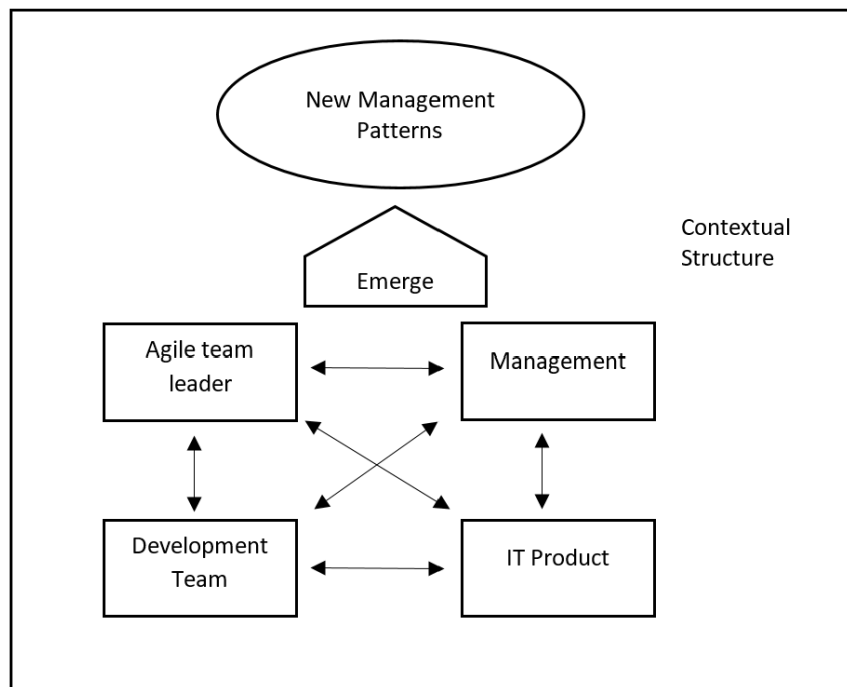 New Management
Patterns
Contextual
Structure
Emerge
Agile team
leader
Management
Development
Team
IT Product